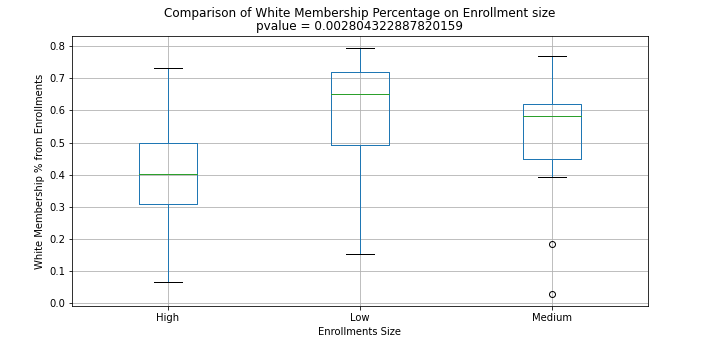 Comparison of White Membership Percentage on Enrollment size
pvalue = 0.002804322887820159
0.8
0.7
0.6
0.5
0.4
0.3
0.2
0.1
0.0
White Membership % from Enrollments
High
Low
Medium
Enrollments Size